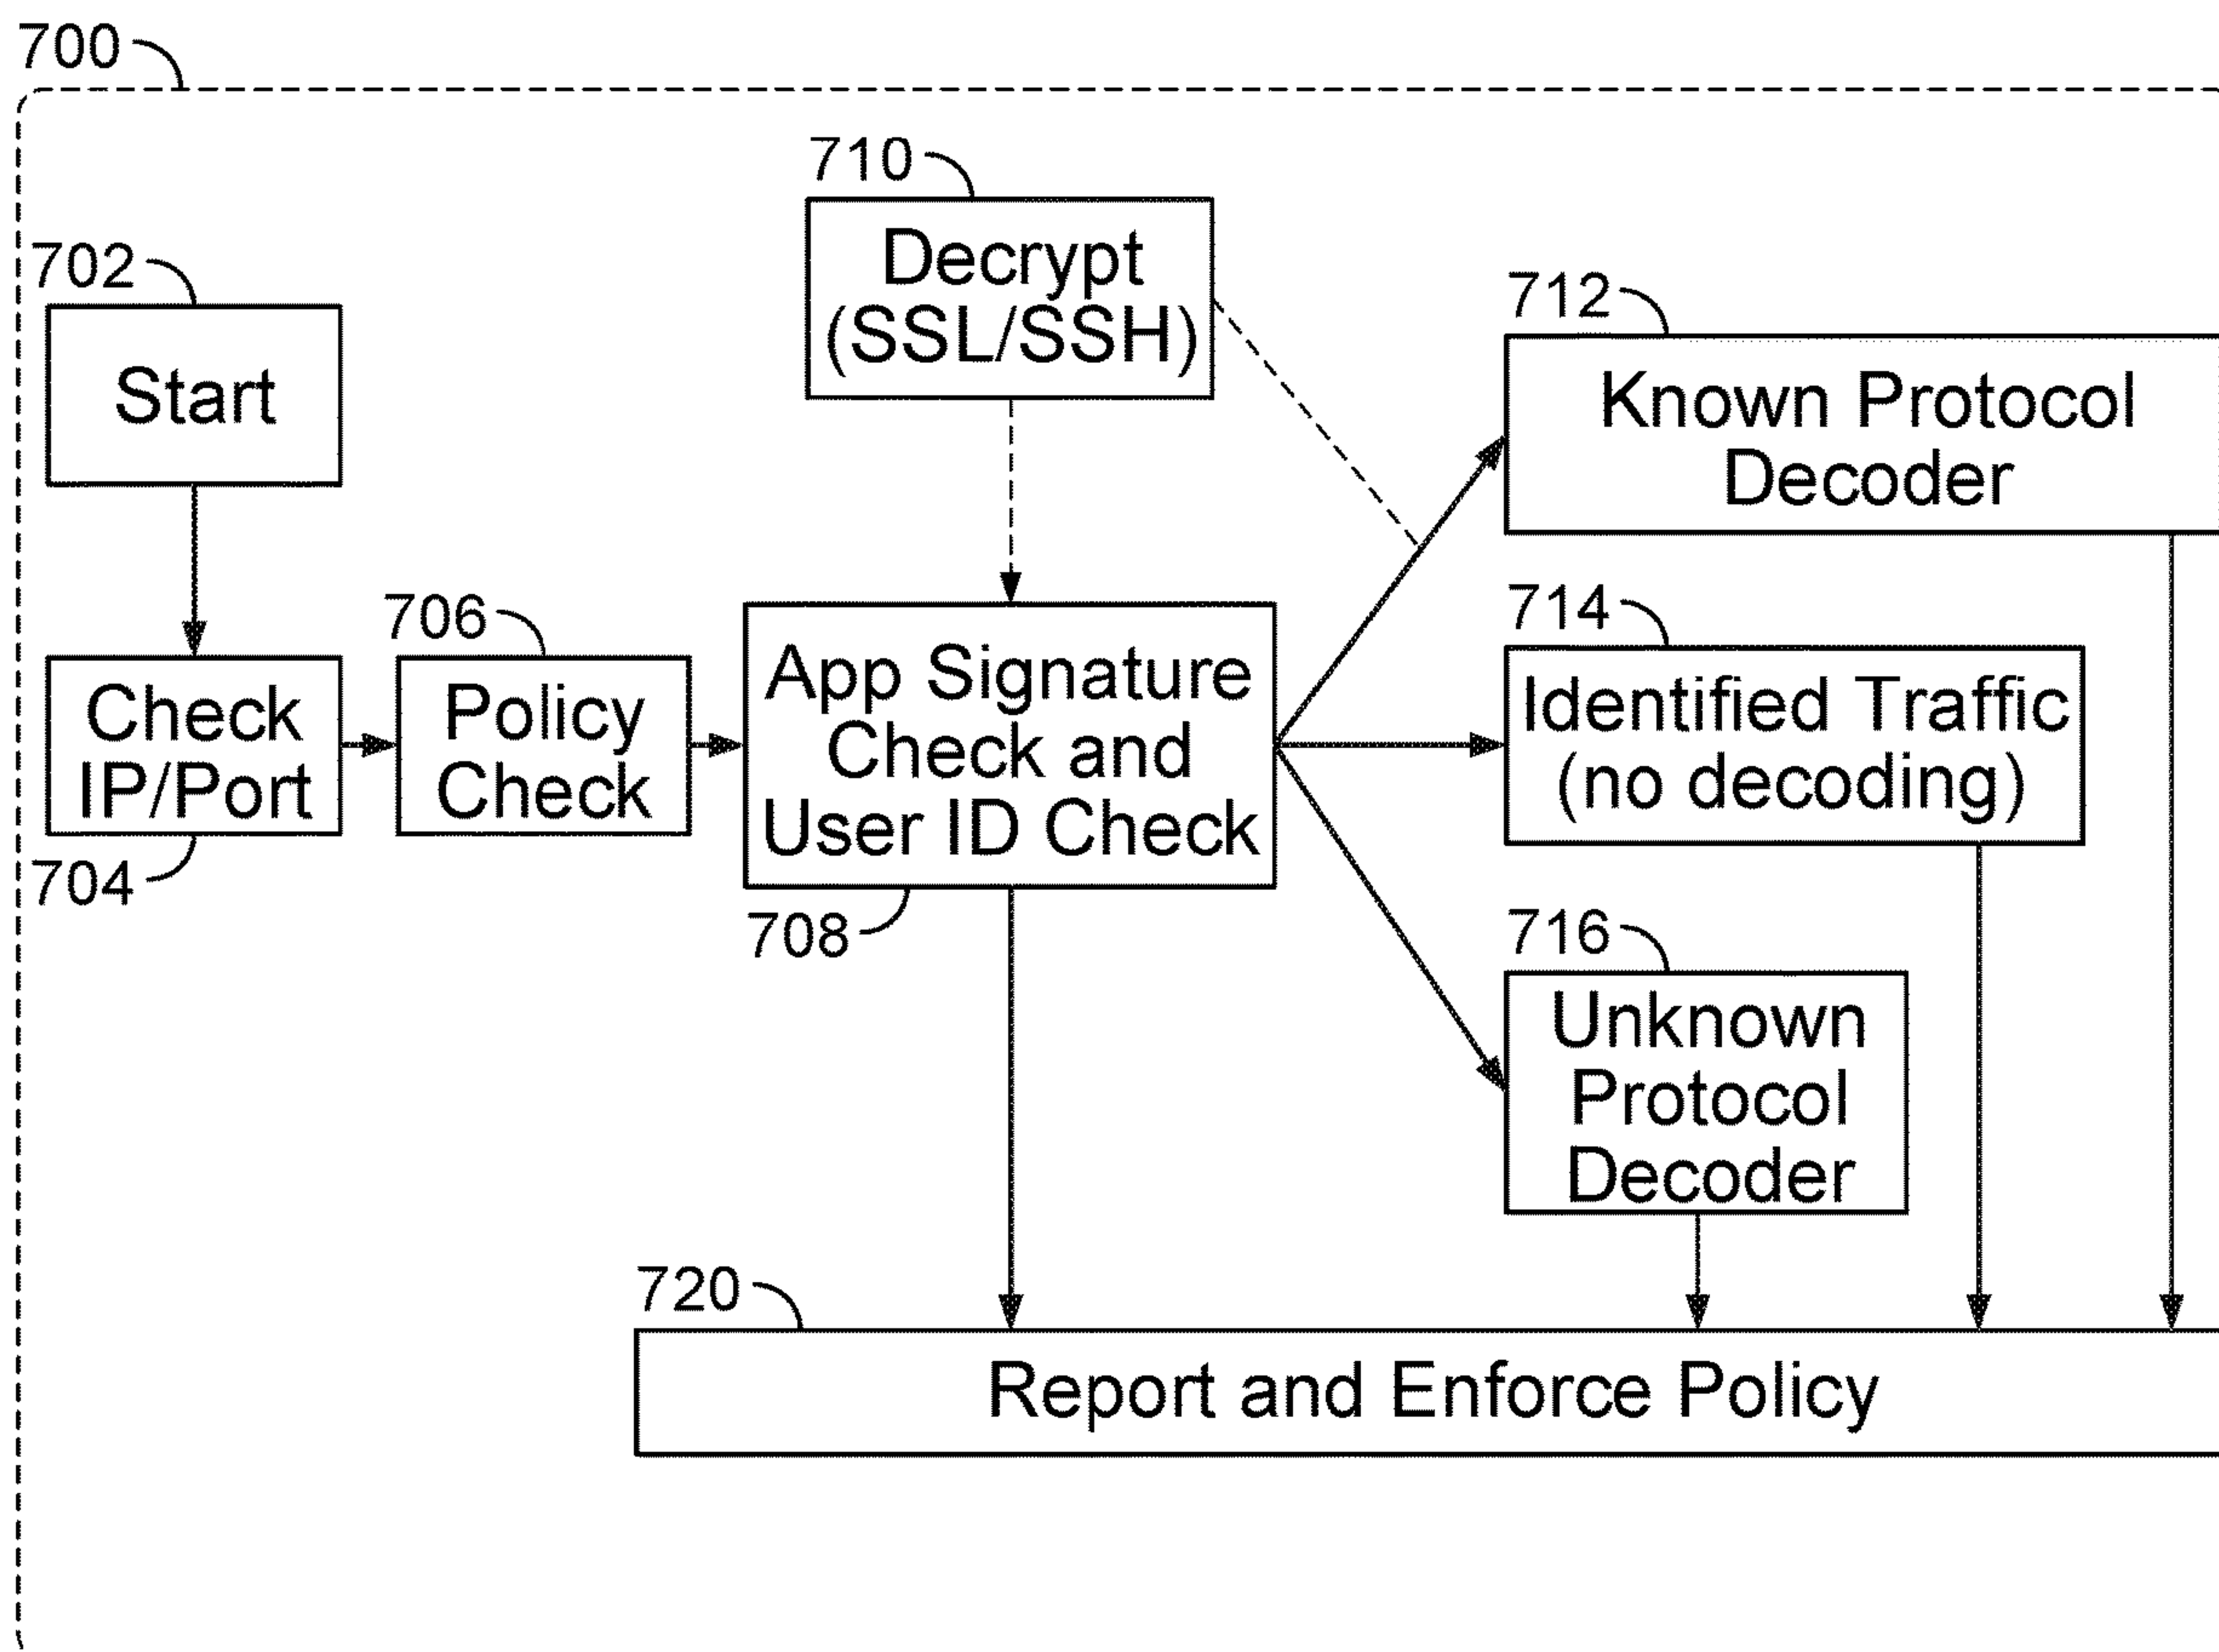 700
710
Decrypt
(SSL/SSH)
702
Start
712
Known Protocol
Decoder
706
Check
IP/Port
704
Policy
Check
App Signature
Check and
User ID Check
708
714
Identified Traffic
(no decoding)
716
Unknown
Protocol
Decoder
720
Report and Enforce Policy